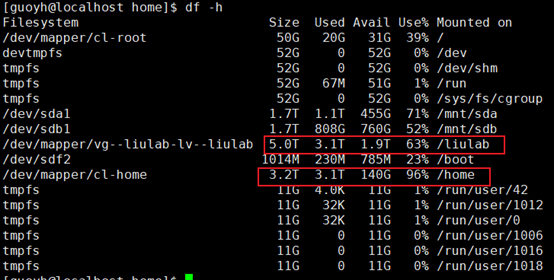 [guoyh@localhost home]$ df -h
Filesystem Size Used Avail Use% Mounted on
/dev/mapper/cl-root 50G 20G 31G 39% /
devtmpfs 52G 0 52G 0% /dev
tmpfs 52G 0 52G 0% /dev/shm
tmpfs 52G 67M 51G 1% /run
tmpfs 52G 0 52G 0% /sys/fs/cgroup
/dev/sda1 1.7T 1.1T 455G 71% /mnt/sda
/dev/sdb1 1.7T 808G 760G 52% /mnt/sdb
/dev/mapper/vg--liulab-lv--liulab 5.0T 3.1T 1.9T 63% /liulab
/dev/sdf2 1014M 230M 785M 23% /boot
/dev/mapper/cl-home 3.2T 3.1T 140G 96% /home
tmpfs 11G 4.0K 11G 1% /run/user/42
tmpfs 11G 32K 11G 1% /run/user/1012
tmpfs 11G 32K 11G 1% /run/user/0
tmpfs 11G 0 11G 0% /run/user/1006
tmpfs 11G 0 11G 0% /run/user/1016
tmpfs 11G 0 11G 0% /run/user/1018
[guoyh@localhost home]$